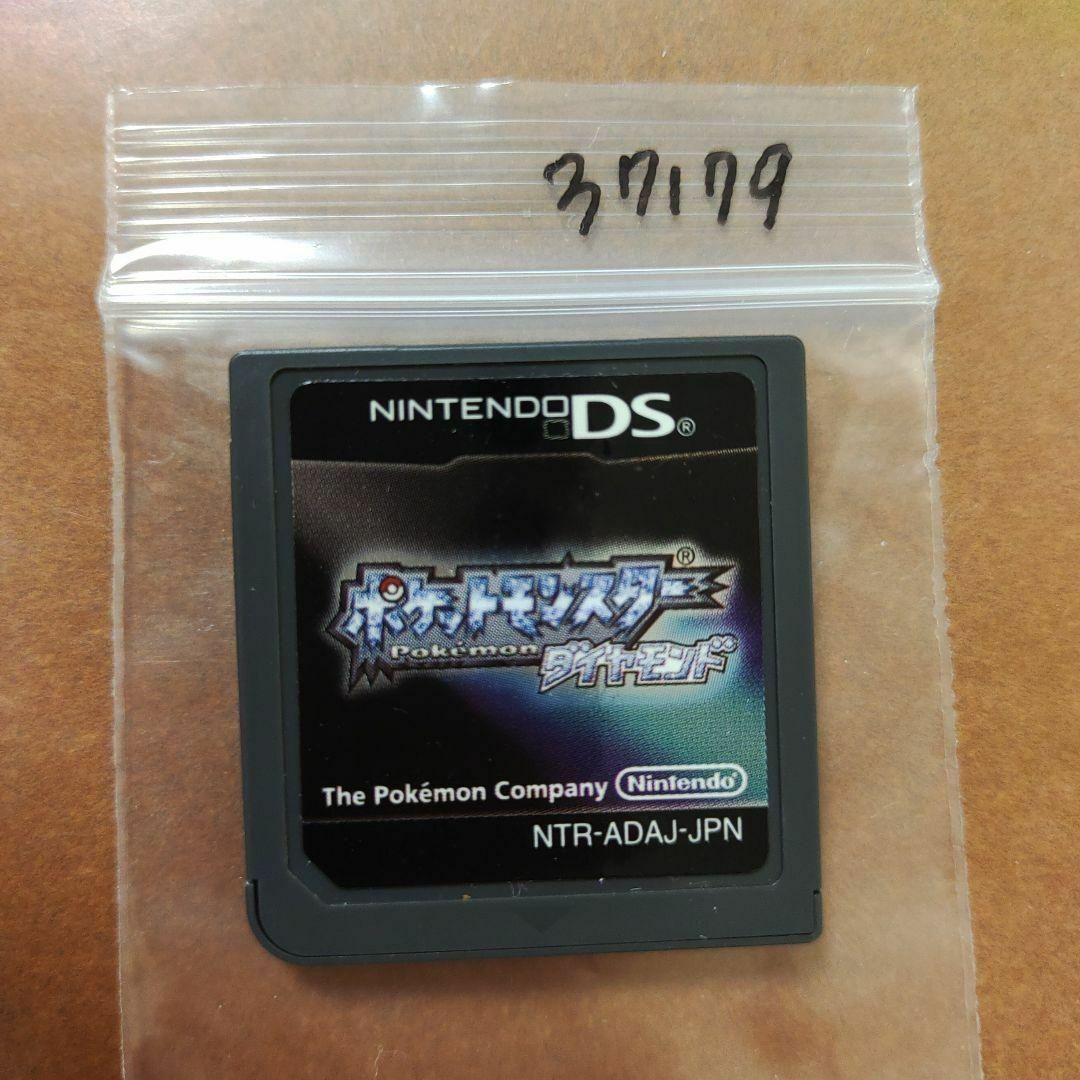 37179
NINTENDO DS®
ポケットモンスター®
Pokémon ダイヤモンド
The Pokémon Company Nintendo®
NTR-ADAJ-JPN